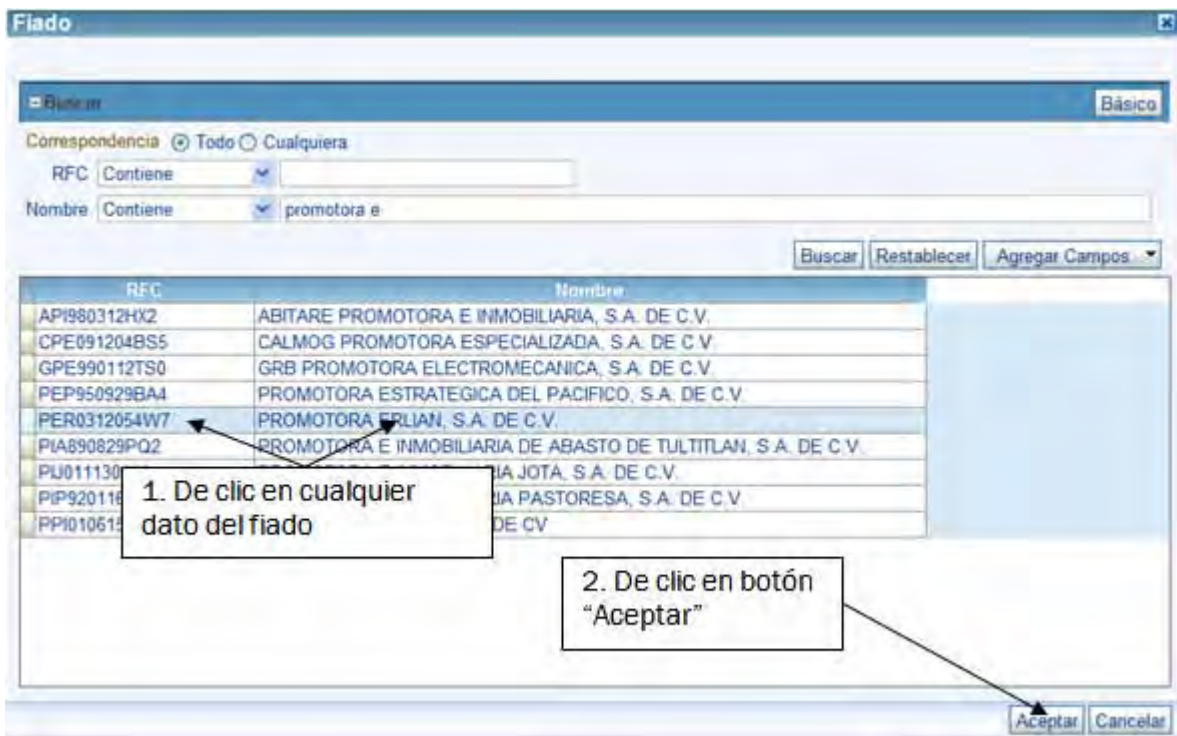 Fiado
Buscar
Básico
Correspondencia Todo Cualquiera
RFC Contiene
Nombre Contiene promotora e
Buscar Restablecer Agregar Campos
RFC Nombre
API980312HX2 ABITARE PROMOTORA E INMOBILIARIA, S.A. DE C.V.
CPE091204BS5 CALMOG PROMOTORA ESPECIALIZADA, S.A. DE C.V.
GPE990112TS0 GRB PROMOTORA ELECTROMECANICA, S.A. DE C.V.
PEP950929BA4 PROMOTORA ESTRATEGICA DEL PACIFICO, S.A. DE C.V.
PER0312054W7 PROMOTORA ERLIAN, S.A. DE C.V.
PIA890829PQ2 PROMOTORA E INMOBILIARIA DE ABASTO DE TULTITLAN, S.A. DE C.V.
JOTA, S.A. DE C.V.
PASTORESA, S.A. DE C.V.
DE CV
1. De clic en cualquier
dato del fiado
2. De clic en botón
“Aceptar”
Aceptar Cancelar